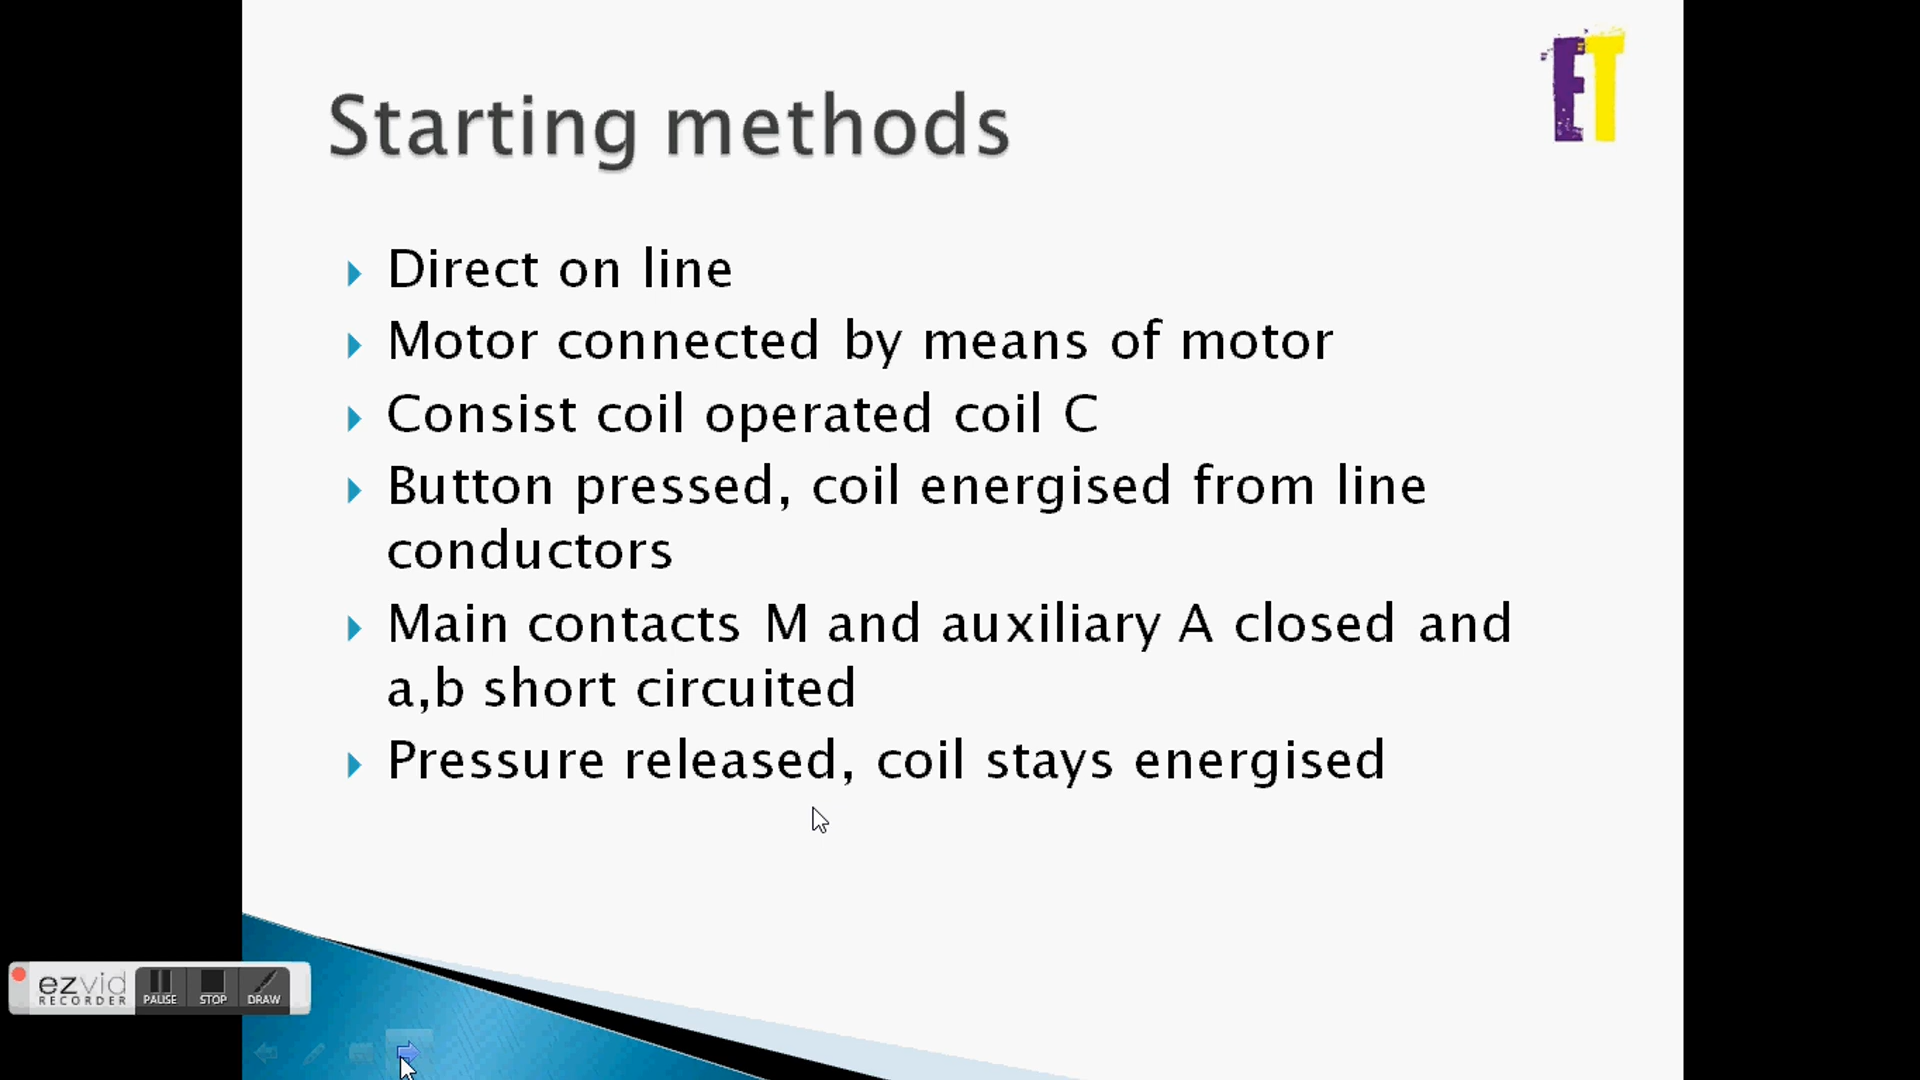 ET
Starting methods
Direct on line
Motor connected by means of motor
Consist coil operated coil C
Button pressed, coil energised from line
conductors
Main contacts M and auxiliary A closed and
a,b short circuited
Pressure released, coil stays energised
ezvid
RECORDER
PAUSE
STOP
DRAW